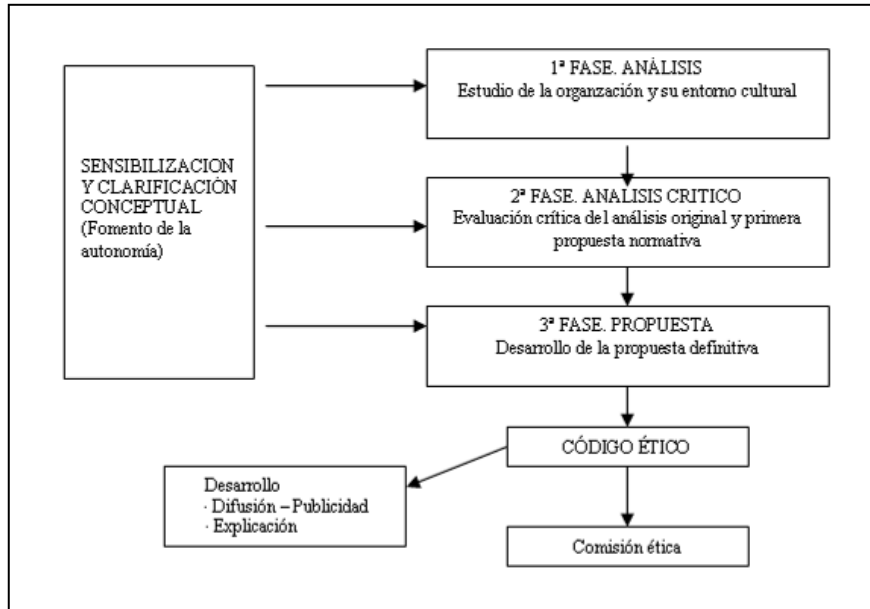 1ª FASE. ANÀLISIS
Estudio de la organzación y su entorno cultural
SENSIBILIZACION
Y CLARIFICACIÒN
CONCEPTUAL
(Fomento de la
autonomía)
2ª FASE. ANALISIS CRITICO
Evaluación crítica del análisis original y primera
propuesta normativa
3ª FASE. PROPUESTA
Desarrollo de la propuesta definitiva
CÓDIGO ÉTICO
Desarrollo
· Difusión – Publicidad
· Explicación
Comisión ética